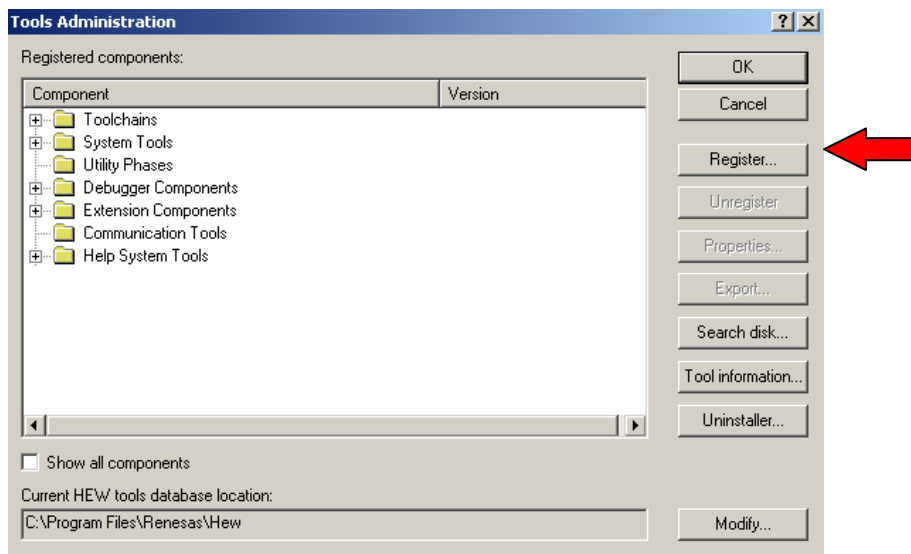 Tools Administration
Registered components:
Component Version
Toolchains
System Tools
Utility Phases
Debugger Components
Extension Components
Communication Tools
Help System Tools
OK
Cancel
Register...
Unregister
Properties...
Export...
Search disk...
Tool information...
Uninstaller...
Show all components
Current HEW tools database location:
C:\Program Files\Renesas\Hew
Modify...